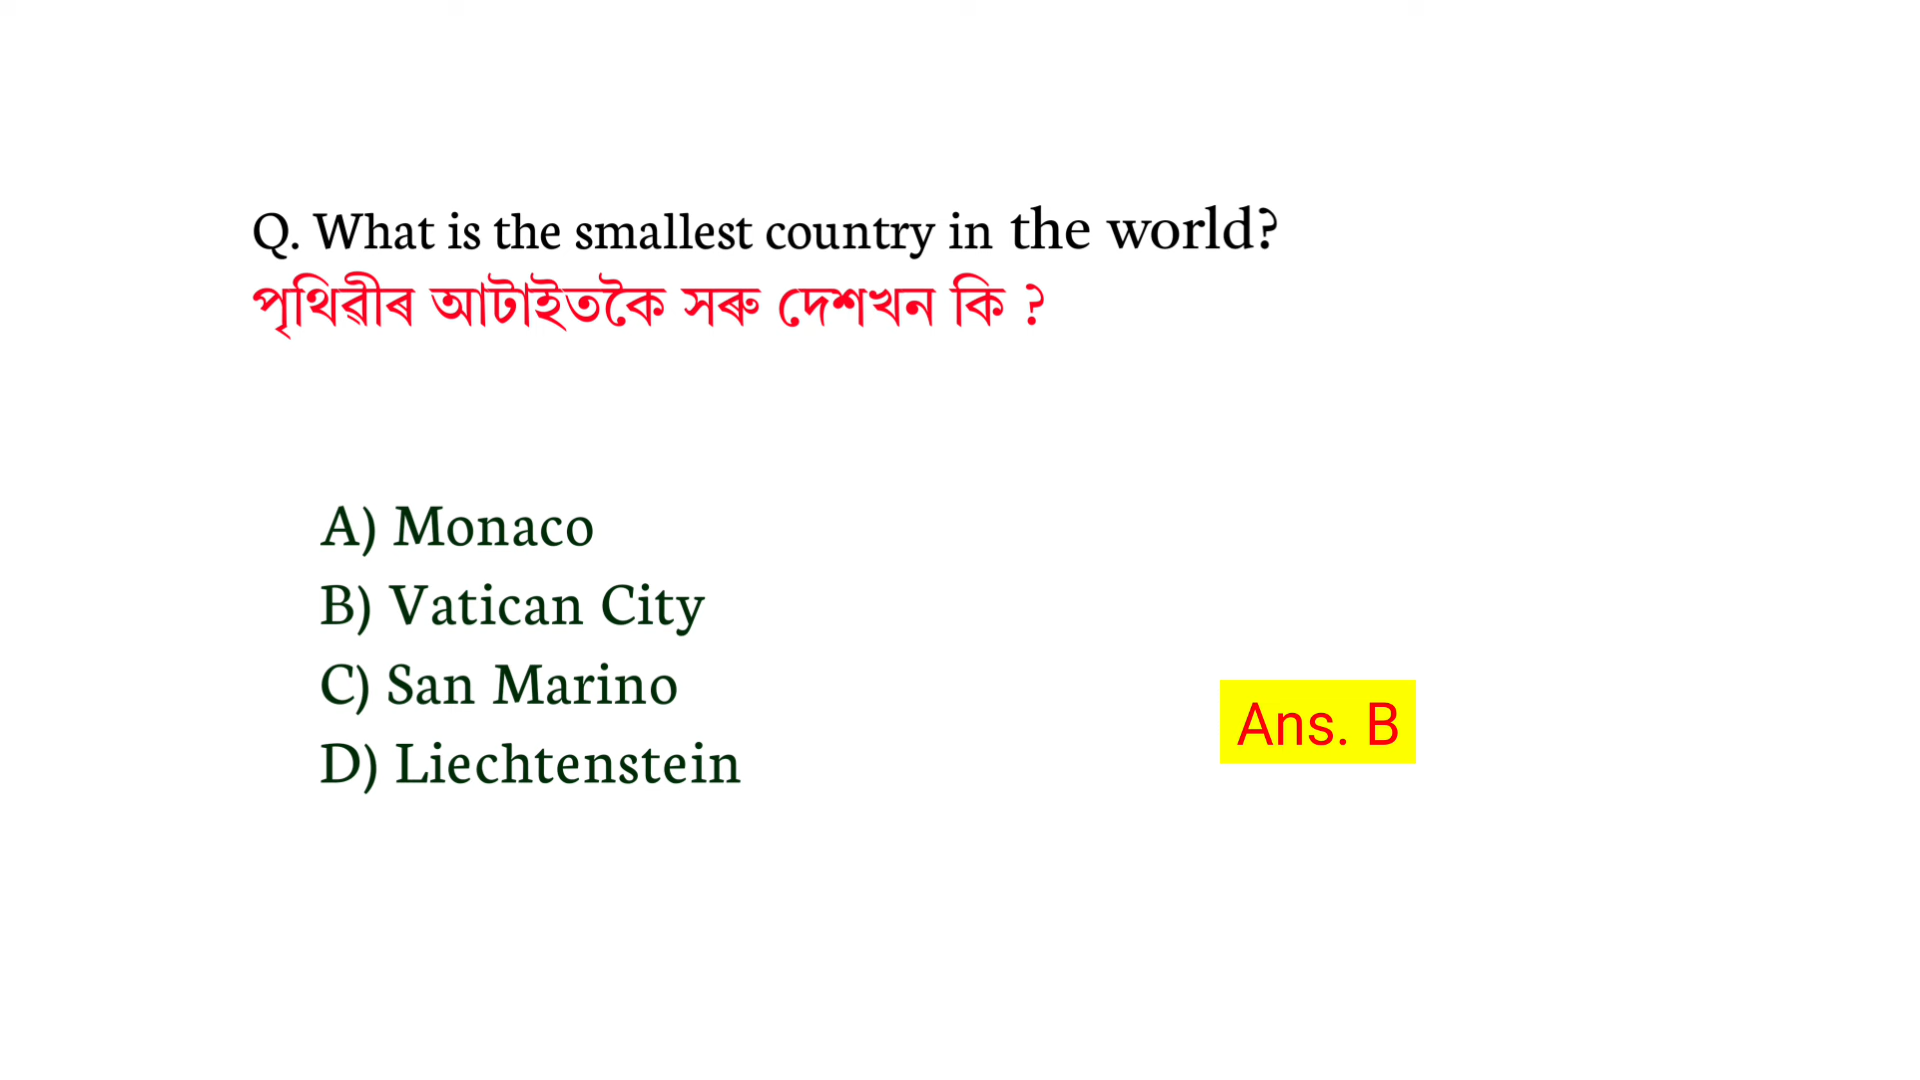 Q. What is the smallest country in the world?
পৃথিৱীৰ আটাইতকৈ সৰু দেশখন কি ?
A) Monaco
B) Vatican City
C) San Marino
D) Liechtenstein
Ans. B